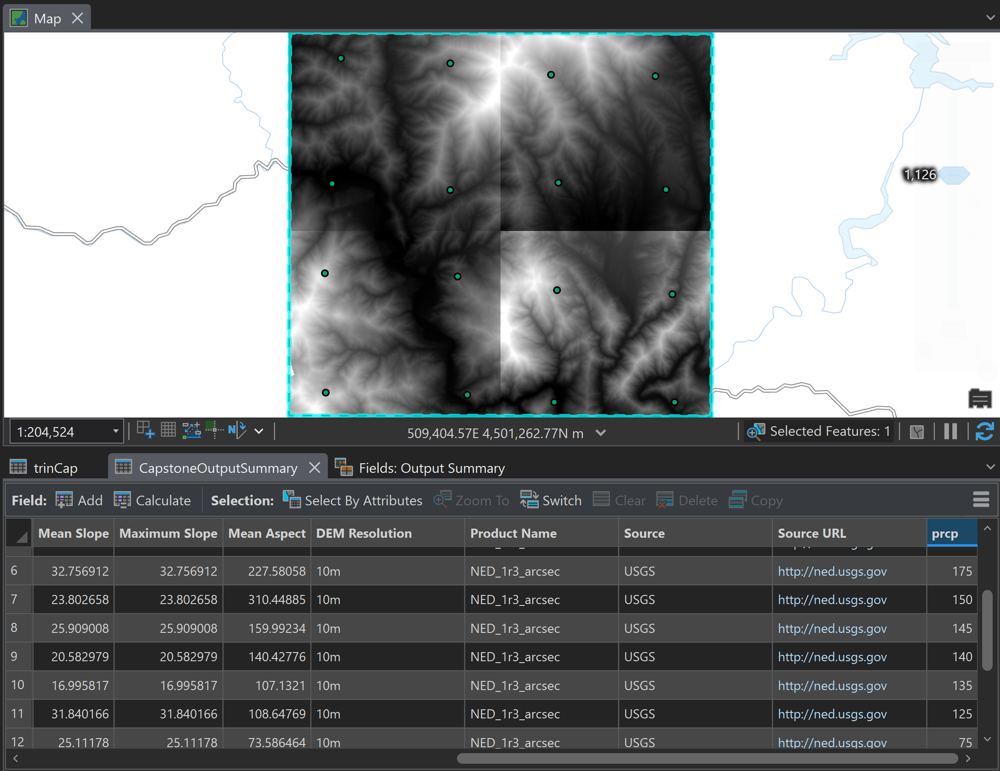 Map
1,126
1:204,524
N
509,404.57E 4,501,262.77N m
Selected Features: 1
trinCap
CapstoneOutputSummary
Fields: Output Summary
Field: Add Calculate Selection: Select By Attributes Zoom To Switch Clear Delete Copy
Mean Slope Maximum Slope Mean Aspect DEM Resolution Product Name Source Source URL prcp
6 32.756912 32.756912 227.58058 10m NED_1r3_arcsec USGS http://ned.usgs.gov 175
7 23.802658 23.802658 310.44885 10m NED_1r3_arcsec USGS http://ned.usgs.gov 150
8 25.909008 25.909008 159.99234 10m NED_1r3_arcsec USGS http://ned.usgs.gov 145
9 20.582979 20.582979 140.42776 10m NED_1r3_arcsec USGS http://ned.usgs.gov 140
10 16.995817 16.995817 107.1321 10m NED_1r3_arcsec USGS http://ned.usgs.gov 135
11 31.840166 31.840166 108.64769 10m NED_1r3_arcsec USGS http://ned.usgs.gov 125
12 25.11178 25.11178 73.586464 10m NED_1r3_arcsec USGS http://ned.usgs.gov 75